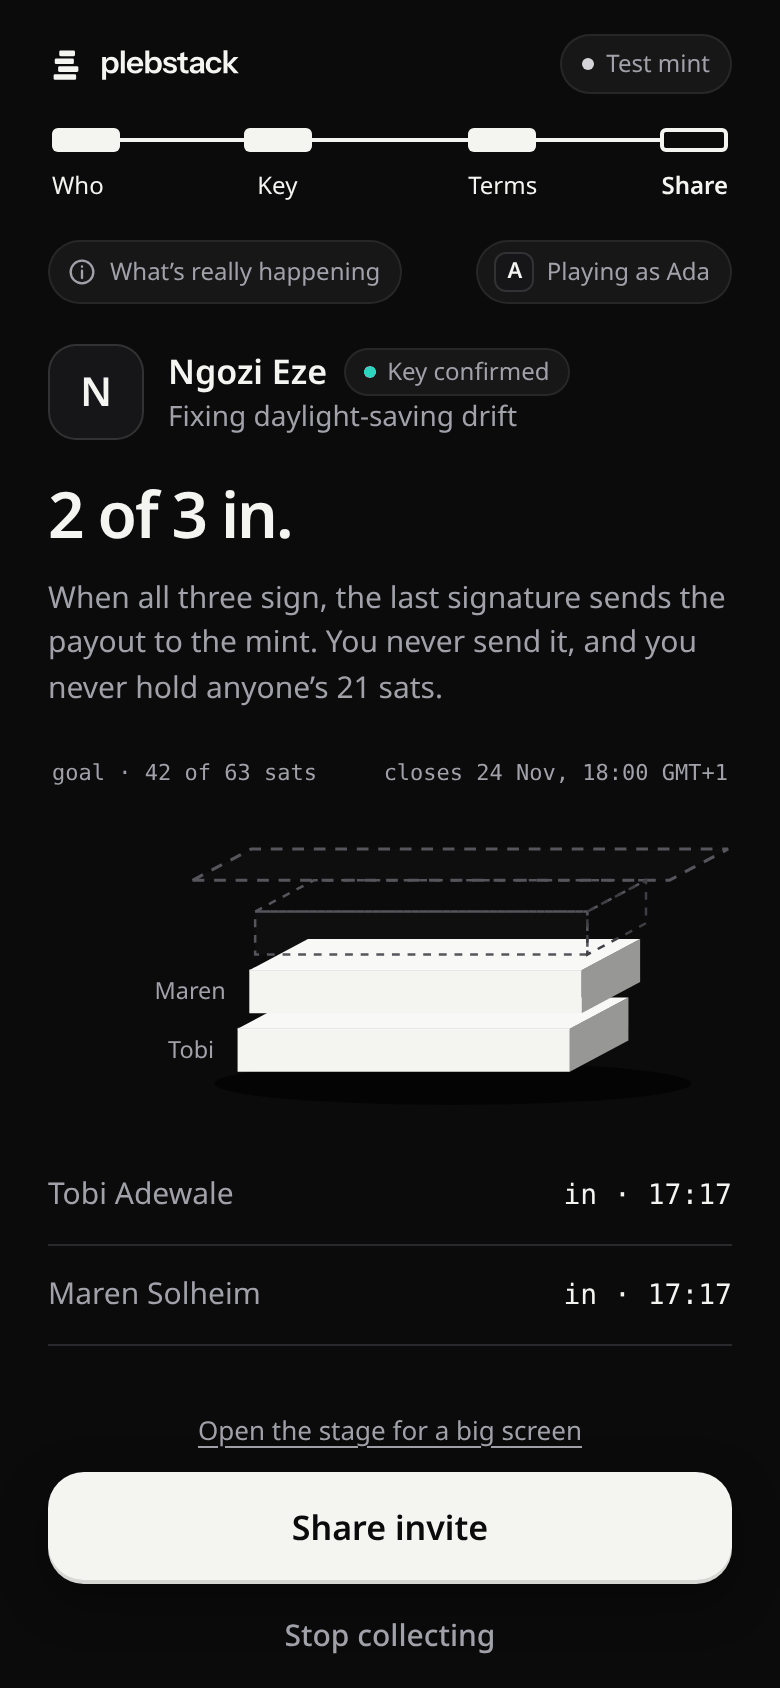 plebstack
Test mint
Who
Key
Terms
Share
What’s really happening
A
Playing as Ada
N
Ngozi Eze
Key confirmed
Fixing daylight-saving drift
2 of 3 in.
When all three sign, the last signature sends the
payout to the mint. You never send it, and you
never hold anyone’s 21 sats.
goal · 42 of 63 sats
closes 24 Nov, 18:00 GMT+1
Maren
Tobi
Tobi Adewale
in · 17:17
Maren Solheim
in · 17:17
Open the stage for a big screen
Share invite
Stop collecting